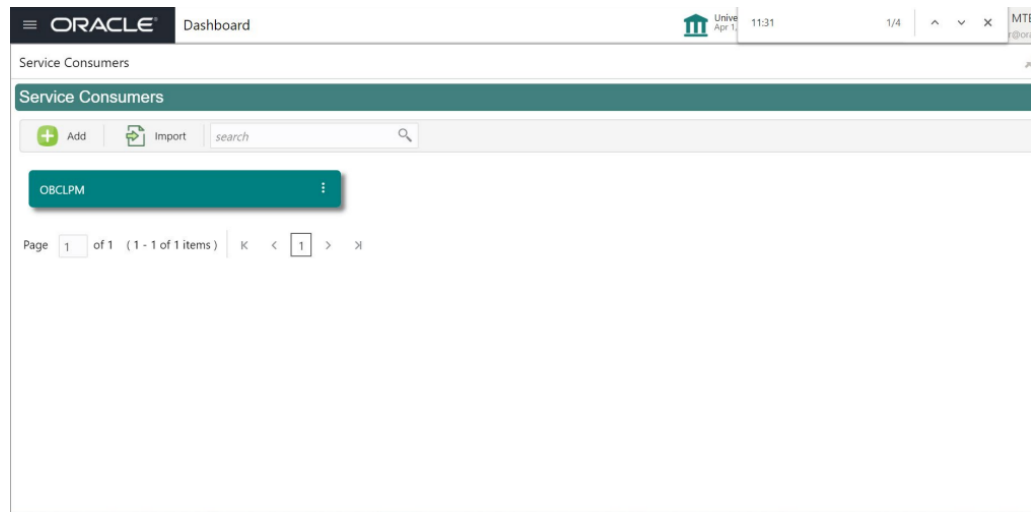 ORACLE® Dashboard Unive 11:31 1/4 MTE
Apr 1, r@ora
Service Consumers
Service Consumers
Add Import search
OBCLPM
Page 1 of 1 ( 1 - 1 of 1 items ) K < 1 > >|